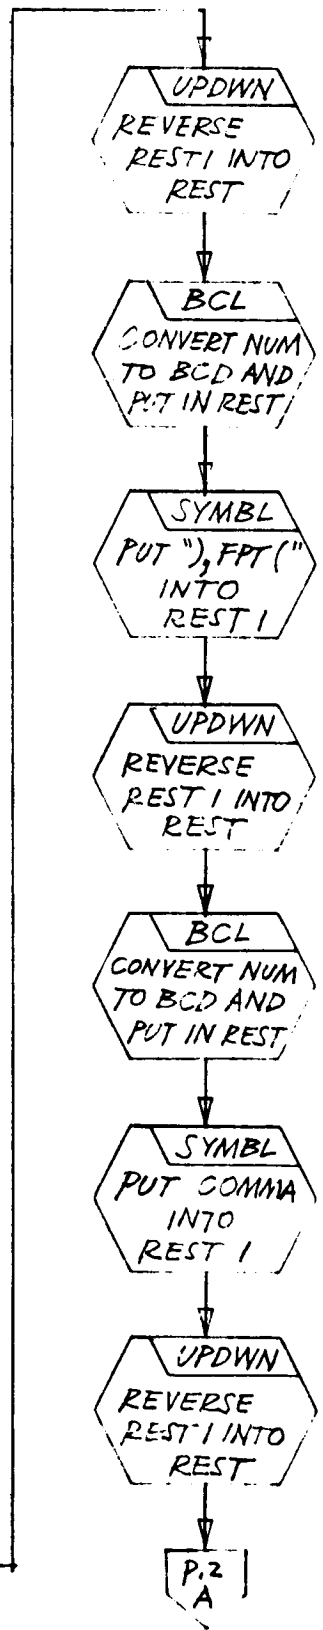 UPDWN
REVERSE
REST1 INTO
REST
BCL
CONVERT NUM
TO BCD AND
PUT IN REST
SYMBL
PUT "), FPT ("
INTO
REST 1
UPDWN
REVERSE
REST 1 INTO
REST
BCL
CONVERT NUM
TO BCD AND
PUT IN REST
SYMBL
PUT COMMA
INTO
REST 1
UPDWN
REVERSE
REST 1 INTO
REST
P.2
A